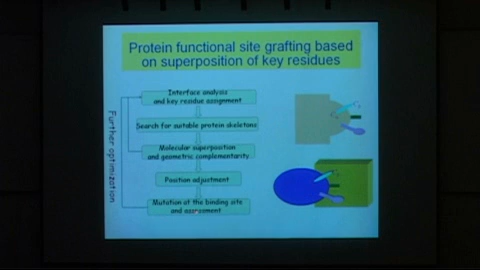 Protein functional site grafting based
on superposition of key residues
Interface analysis
and key residue assignment
Search for suitable protein skeletons
Molecular superposition
and geometric complementarity
Position adjustment
Mutation of the binding site
and assessment
Further optimization